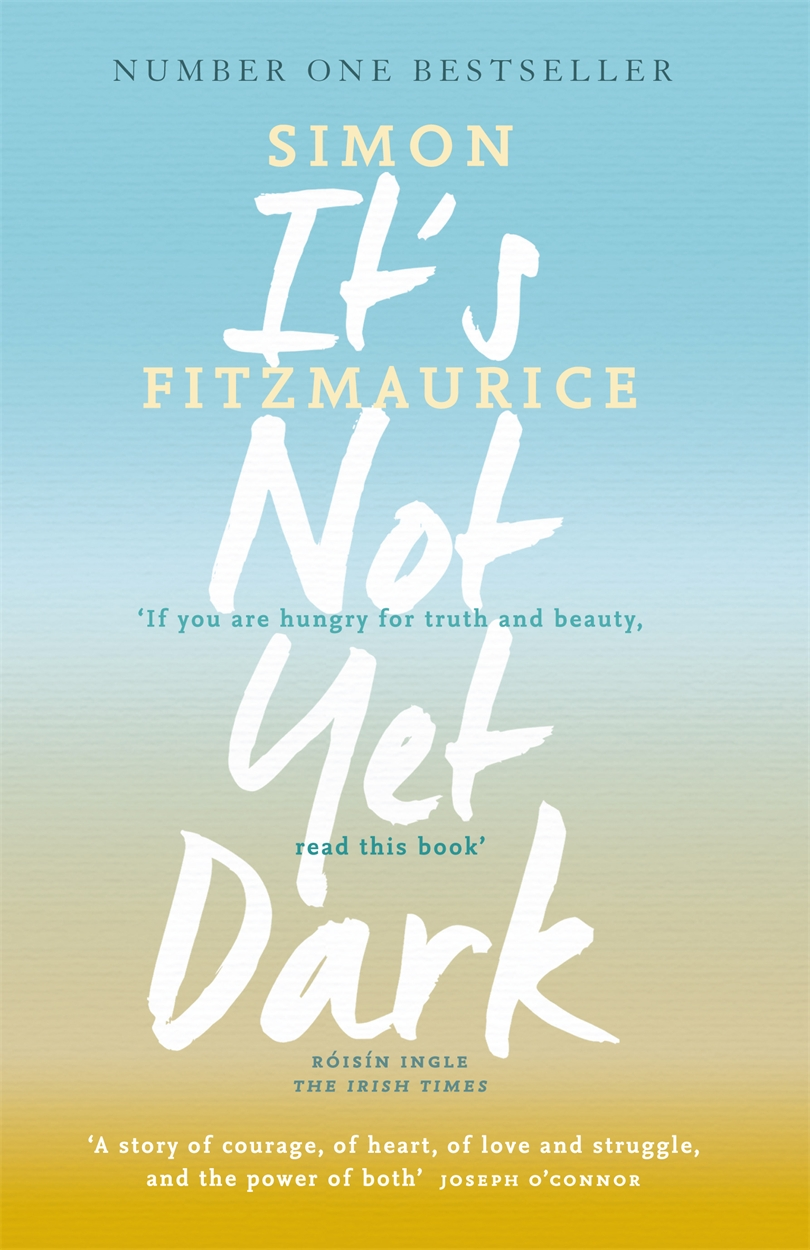 NUMBER ONE BESTSELLER
SIMON
It's
FITZMAURICE
Not
‘If you are hungry for truth and beauty,
Yet
read this book’
Dark
RÓISÍN INGLE
THE IRISH TIMES
‘A story of courage, of heart, of love and struggle,
and the power of both’ JOSEPH O’CONNOR